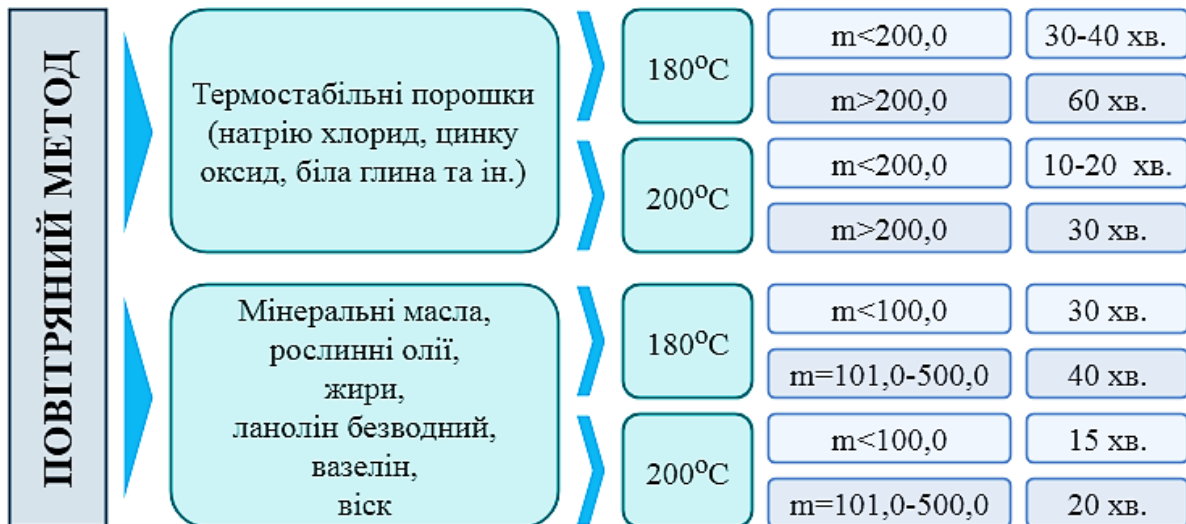 ПОВІТРЯНИЙ МЕТОД
Термостабільні порошки
(натрію хлорид, цинку
оксид, біла глина та ін.)
180°C
m<200,0
30-40 хв.
m>200,0
60 хв.
200°C
m<200,0
10-20 хв.
m>200,0
30 хв.
Мінеральні масла,
рослинні олії,
жири,
ланолін безводний,
вазелін,
віск
180°C
m<100,0
30 хв.
m=101,0-500,0
40 хв.
200°C
m<100,0
15 хв.
m=101,0-500,0
20 хв.